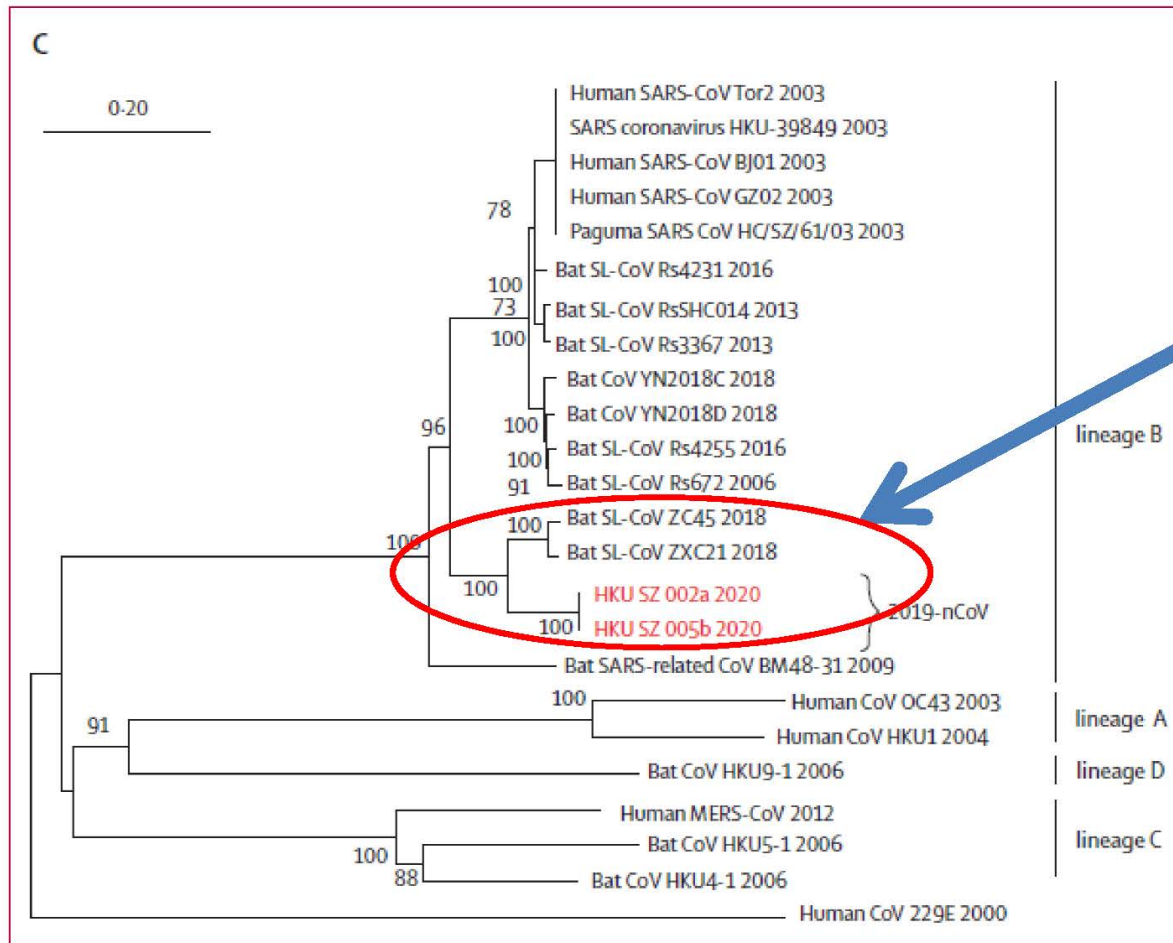 C
0·20
Human SARS-CoV Tor2 2003
SARS coronavirus HKU-39849 2003
Human SARS-CoV BJ01 2003
78
Human SARS-CoV GZ02 2003
Paguma SARS CoV HC/SZ/61/03 2003
Bat SL-CoV Rs4231 2016
100
73
Bat SL-CoV RsSHC014 2013
100
Bat SL-CoV Rs3367 2013
Bat CoV YN2018C 2018
Bat CoV YN2018D 2018
96
100
lineage B
Bat SL-CoV Rs4255 2016
100
Bat SL-CoV Rs672 2006
91
Bat SL-CoV ZC45 2018
100
100
Bat SL-CoV ZXC21 2018
100
HKU SZ 002a 2020
2019-nCoV
100
HKU SZ 005b 2020
Bat SARS-related CoV BM48-31 2009
100
Human CoV OC43 2003
lineage A
91
Human CoV HKU1 2004
Bat CoV HKU9-1 2006
lineage D
Human MERS-CoV 2012
Bat CoV HKU5-1 2006
lineage C
100
88
Bat CoV HKU4-1 2006
Human CoV 229E 2000